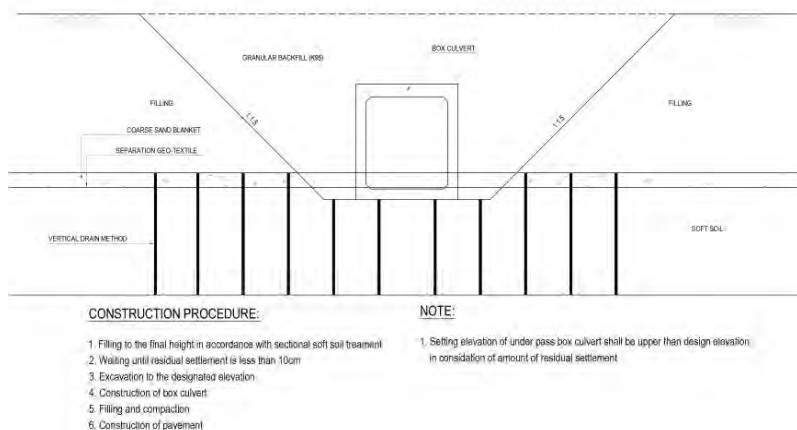 BOX CULVERT
GRANULAR BACKFILL (K95)
FILLING
FILLING
1:1.5
1:1.5
COARSE SAND BLANKET
SEPARATION GEO-TEXTILE
VERTICAL DRAIN METHOD
SOFT SOIL
CONSTRUCTION PROCEDURE:
1. Filling to the final height in accordance with sectional soft soil treament
2. Waiting until residual settlement is less than 10cm
3. Excavation to the designated elevation
4. Construction of box culvert
5. Filling and compaction
6. Construction of pavement
NOTE:
1. Setting elevation of under pass box culvert shall be upper than design elevation
in considation of amount of residual settlement